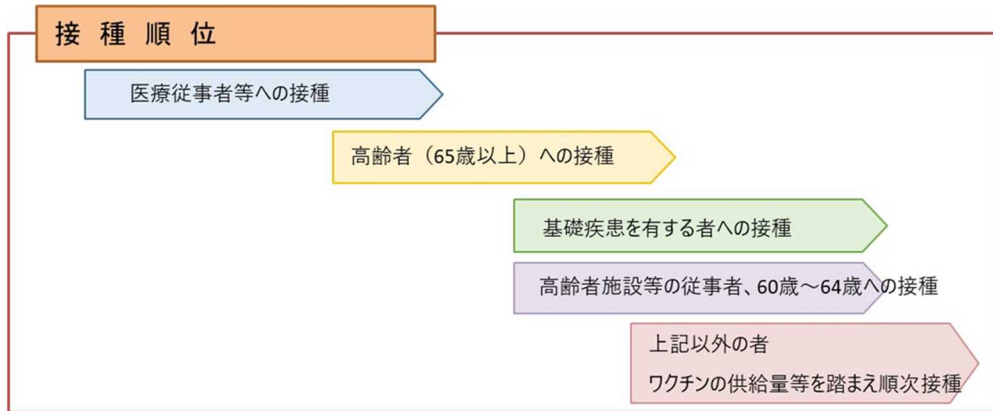 接種順位
医療従事者等への接種
高齢者（65歳以上）への接種
基礎疾患を有する者への接種
高齢者施設等の従事者、60歳～64歳への接種
上記以外の者
ワクチンの供給量等を踏まえ順次接種